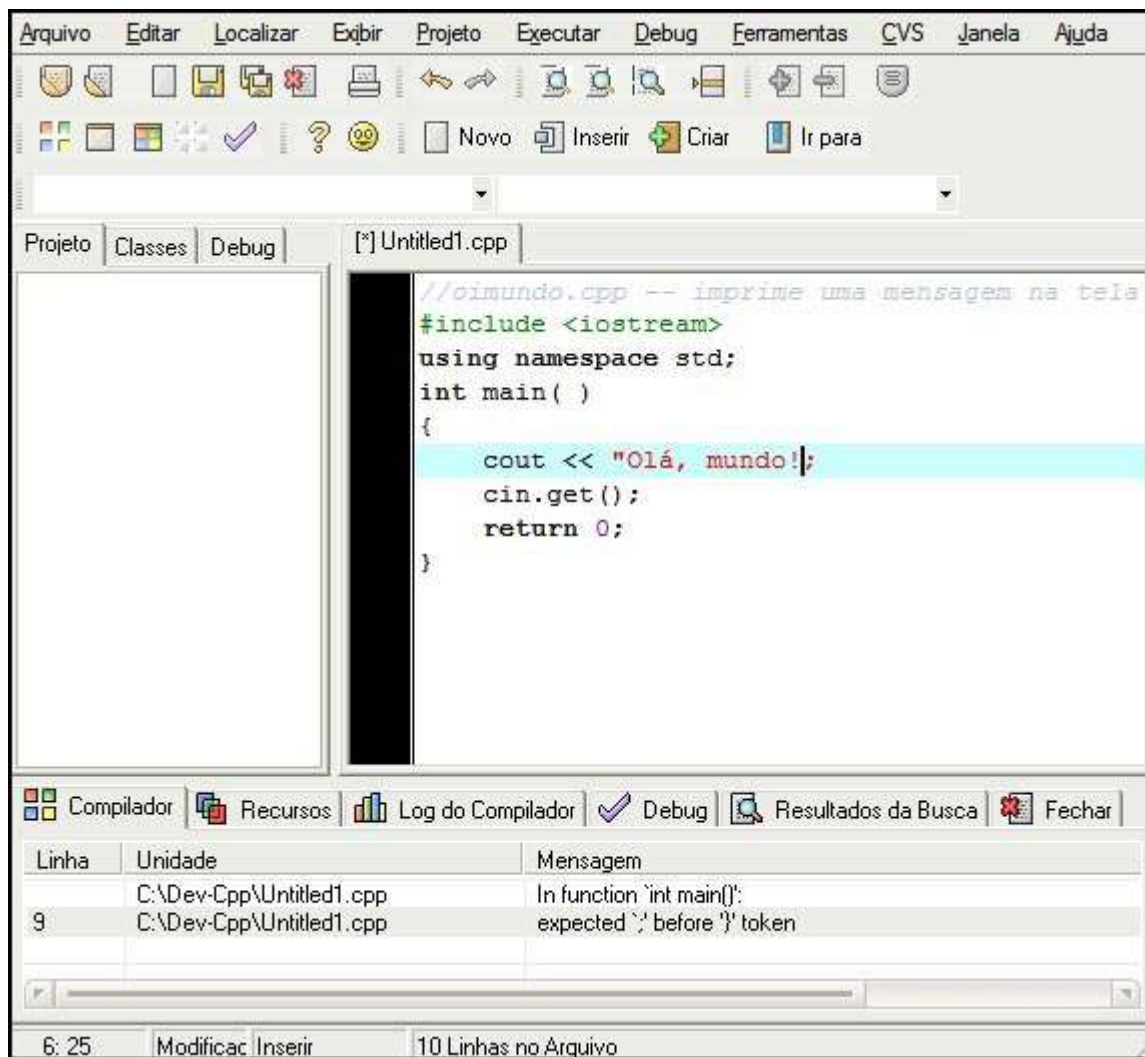 Arquivo Editar Localizar Exibir Projeto Executar Debug Ferramentas CVS Janela Ajuda
Novo Inserir Criar Ir para
Projeto Classes Debug [*] Untitled1.cpp
//oimundo.cpp -- imprime uma mensagem na tela
#include <iostream>
using namespace std;
int main( )
{
cout << "Olá, mundo!;
cin.get();
return 0;
}
Compilador Recursos Log do Compilador Debug Resultados da Busca Fechar
Linha Unidade Mensagem
C:\Dev-Cpp\Untitled1.cpp In function `int main()':
9 C:\Dev-Cpp\Untitled1.cpp expected `;' before '}' token
6: 25 Modificac Inserir 10 Linhas no Arquivo